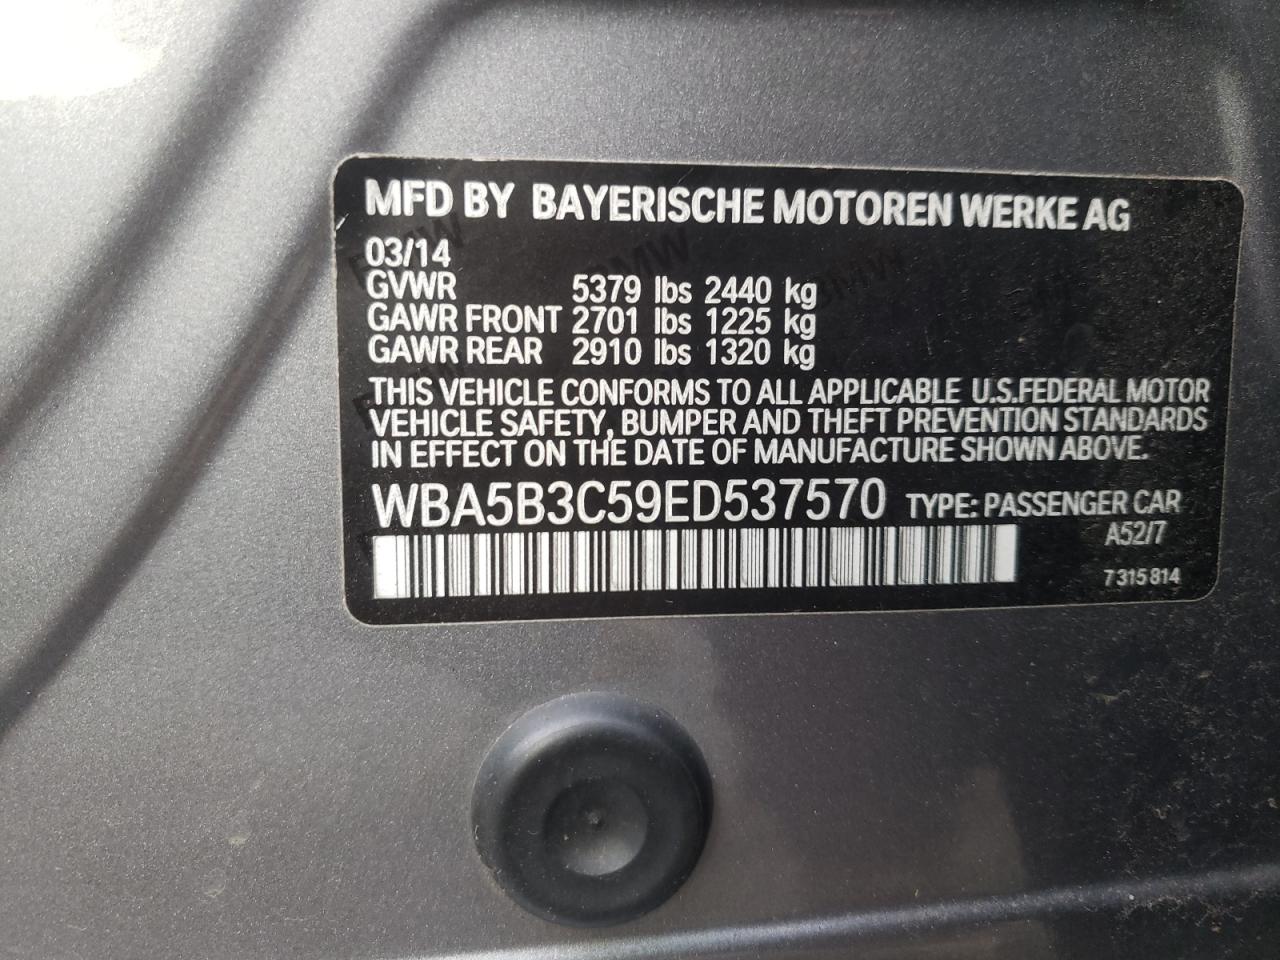 MFD BY BAYERISCHE MOTOREN WERKE AG
03/14
GVWR 5379 lbs 2440 kg
GAWR FRONT 2701 lbs 1225 kg
GAWR REAR 2910 lbs 1320 kg
THIS VEHICLE CONFORMS TO ALL APPLICABLE U.S.FEDERAL MOTOR
VEHICLE SAFETY, BUMPER AND THEFT PREVENTION STANDARDS
IN EFFECT ON THE DATE OF MANUFACTURE SHOWN ABOVE.
WBA5B3C59ED537570 TYPE: PASSENGER CAR
A52/7
7 315 814